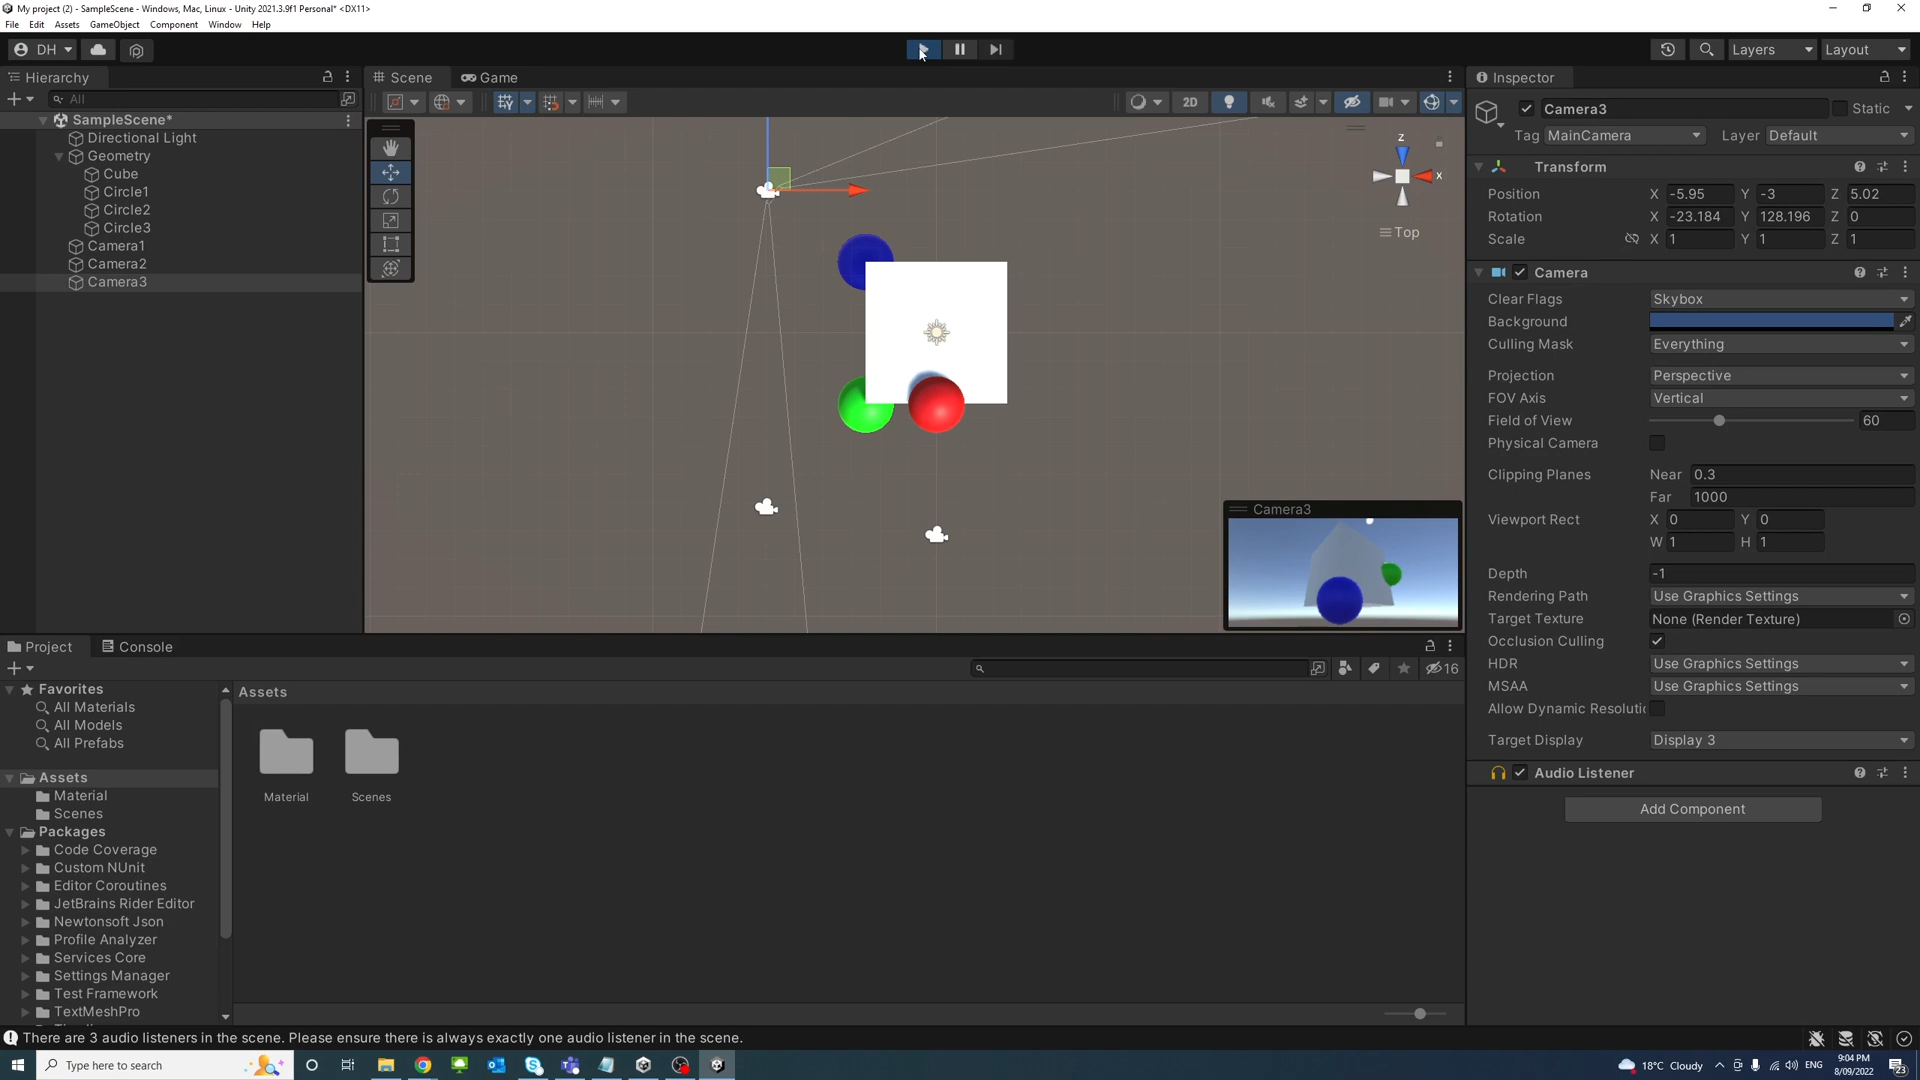 My project (2) - SampleScene - Windows, Mac, Linux - Unity 2021.3.9f1 Personal* <DX11>
File Edit Assets GameObject Component Window Help
DH Layers Layout
Hierarchy
All
SampleScene*
Directional Light
Geometry
Cube
Circle1
Circle2
Circle3
Camera1
Camera2
Camera3
Scene Game
2D
z
x
Top
Camera3
Inspector
Camera3 Static
Tag MainCamera Layer Default
Transform
Position X -5.95 Y -3 Z 5.02
Rotation X -23.184 Y 128.196 Z 0
Scale X 1 Y 1 Z 1
Camera
Clear Flags Skybox
Background
Culling Mask Everything
Projection Perspective
FOV Axis Vertical
Field of View 60
Physical Camera
Clipping Planes Near 0.3
Far 1000
Viewport Rect X 0 Y 0
W 1 H 1
Depth -1
Rendering Path Use Graphics Settings
Target Texture None (Render Texture)
Occlusion Culling
HDR Use Graphics Settings
MSAA Use Graphics Settings
Allow Dynamic Resoluti
Target Display Display 3
Audio Listener
Add Component
Project Console
16
Favorites
All Materials
All Models
All Prefabs
Assets
Material
Scenes
Packages
Code Coverage
Custom NUnit
Editor Coroutines
JetBrains Rider Editor
Newtonsoft Json
Profile Analyzer
Services Core
Settings Manager
Test Framework
TextMeshPro
Assets
Material Scenes
There are 3 audio listeners in the scene. Please ensure there is always exactly one audio listener in the scene.
Type here to search
18°C Cloudy ENG 9:04 PM
8/09/2022
23